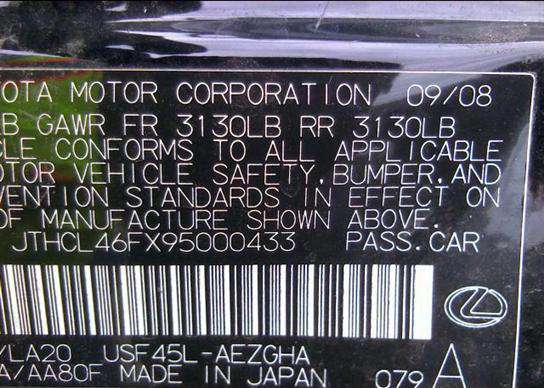 OTA MOTOR CORPORATION 09/08
LB GAWR FR 3130LB RR 3130LB
CLE CONFORMS TO ALL APPLICABLE
OTOR VEHICLE SAFETY,BUMPER,AND
VENTION STANDARDS IN EFFECT ON
OF MANUFACTURE SHOWN ABOVE.
JTHCL46FX95000433 PASS.CAR
/LA20 USF45L-AEZGHA
A/AA80F MADE IN JAPAN 079 A